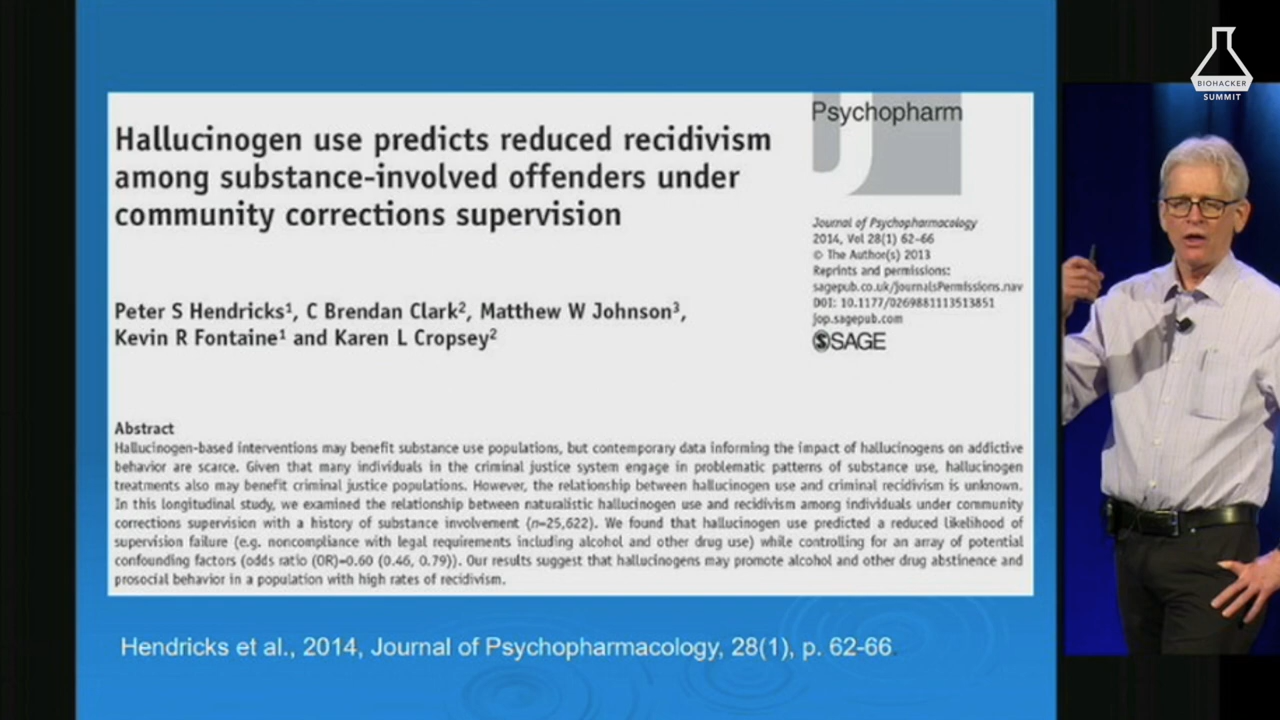 Hallucinogen use predicts reduced recidivism
among substance-involved offenders under
community corrections supervision
Peter S Hendricks¹, C Brendan Clark², Matthew W Johnson³,
Kevin R Fontaine¹ and Karen L Cropsey²
Psychopharm
Journal of Psychopharmacology
2014, Vol 28(1) 62–66
© The Author(s) 2013
Reprints and permissions:
sagepub.co.uk/journalsPermissions.nav
DOI: 10.1177/0269881113513851
jop.sagepub.com
SAGE
Abstract
Hallucinogen-based interventions may benefit substance use populations, but contemporary data informing the impact of hallucinogens on addictive
behavior are scarce. Given that many individuals in the criminal justice system engage in problematic patterns of substance use, hallucinogen
treatments also may benefit criminal justice populations. However, the relationship between hallucinogen use and criminal recidivism is unknown.
In this longitudinal study, we examined the relationship between naturalistic hallucinogen use and recidivism among individuals under community
corrections supervision with a history of substance involvement (n=25,622). We found that hallucinogen use predicted a reduced likelihood of
supervision failure (e.g. noncompliance with legal requirements including alcohol and other drug use) while controlling for an array of potential
confounding factors (odds ratio (OR)=0.60 (0.46, 0.79)). Our results suggest that hallucinogens may promote alcohol and other drug abstinence and
prosocial behavior in a population with high rates of recidivism.
Hendricks et al., 2014, Journal of Psychopharmacology, 28(1), p. 62-66.
BIOHACKER
SUMMIT